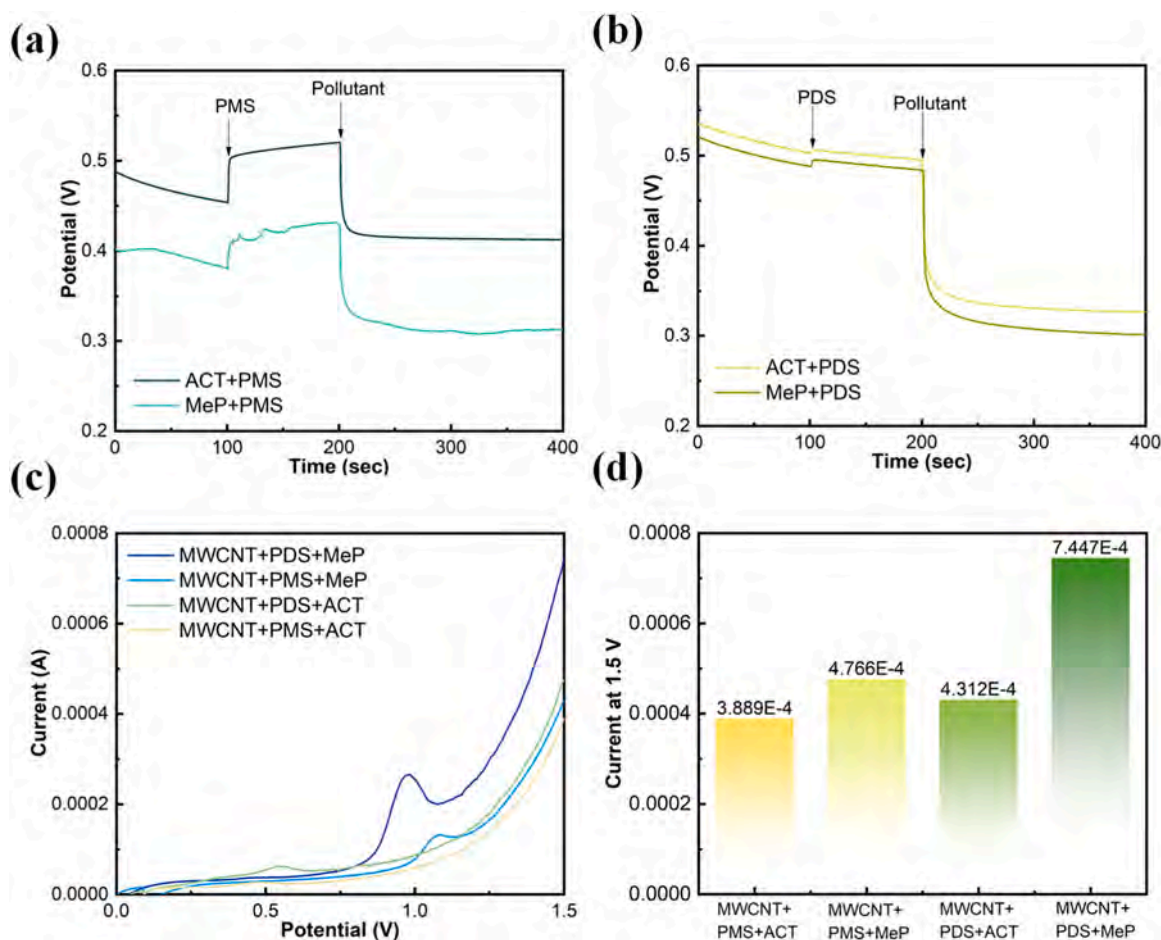 (a)
0.6
0.5
0.4
0.3
0.2
Potential (V)
PMS
Pollutant
ACT+PMS
MeP+PMS
0 100 200 300 400
Time (sec)
(b)
0.6
0.5
0.4
0.3
0.2
Potential (V)
PDS
Pollutant
ACT+PDS
MeP+PDS
0 100 200 300 400
Time (sec)
(c)
0.0008
0.0006
0.0004
0.0002
0.0000
Current (A)
MWCNT+PDS+MeP
MWCNT+PMS+MeP
MWCNT+PDS+ACT
MWCNT+PMS+ACT
0.0 0.5 1.0 1.5
Potential (V)
(d)
0.0008
0.0006
0.0004
0.0002
0.0000
Current at 1.5 V
3.889E-4
4.766E-4
4.312E-4
7.447E-4
MWCNT+
PMS+ACT
MWCNT+
PMS+MeP
MWCNT+
PDS+ACT
MWCNT+
PDS+MeP